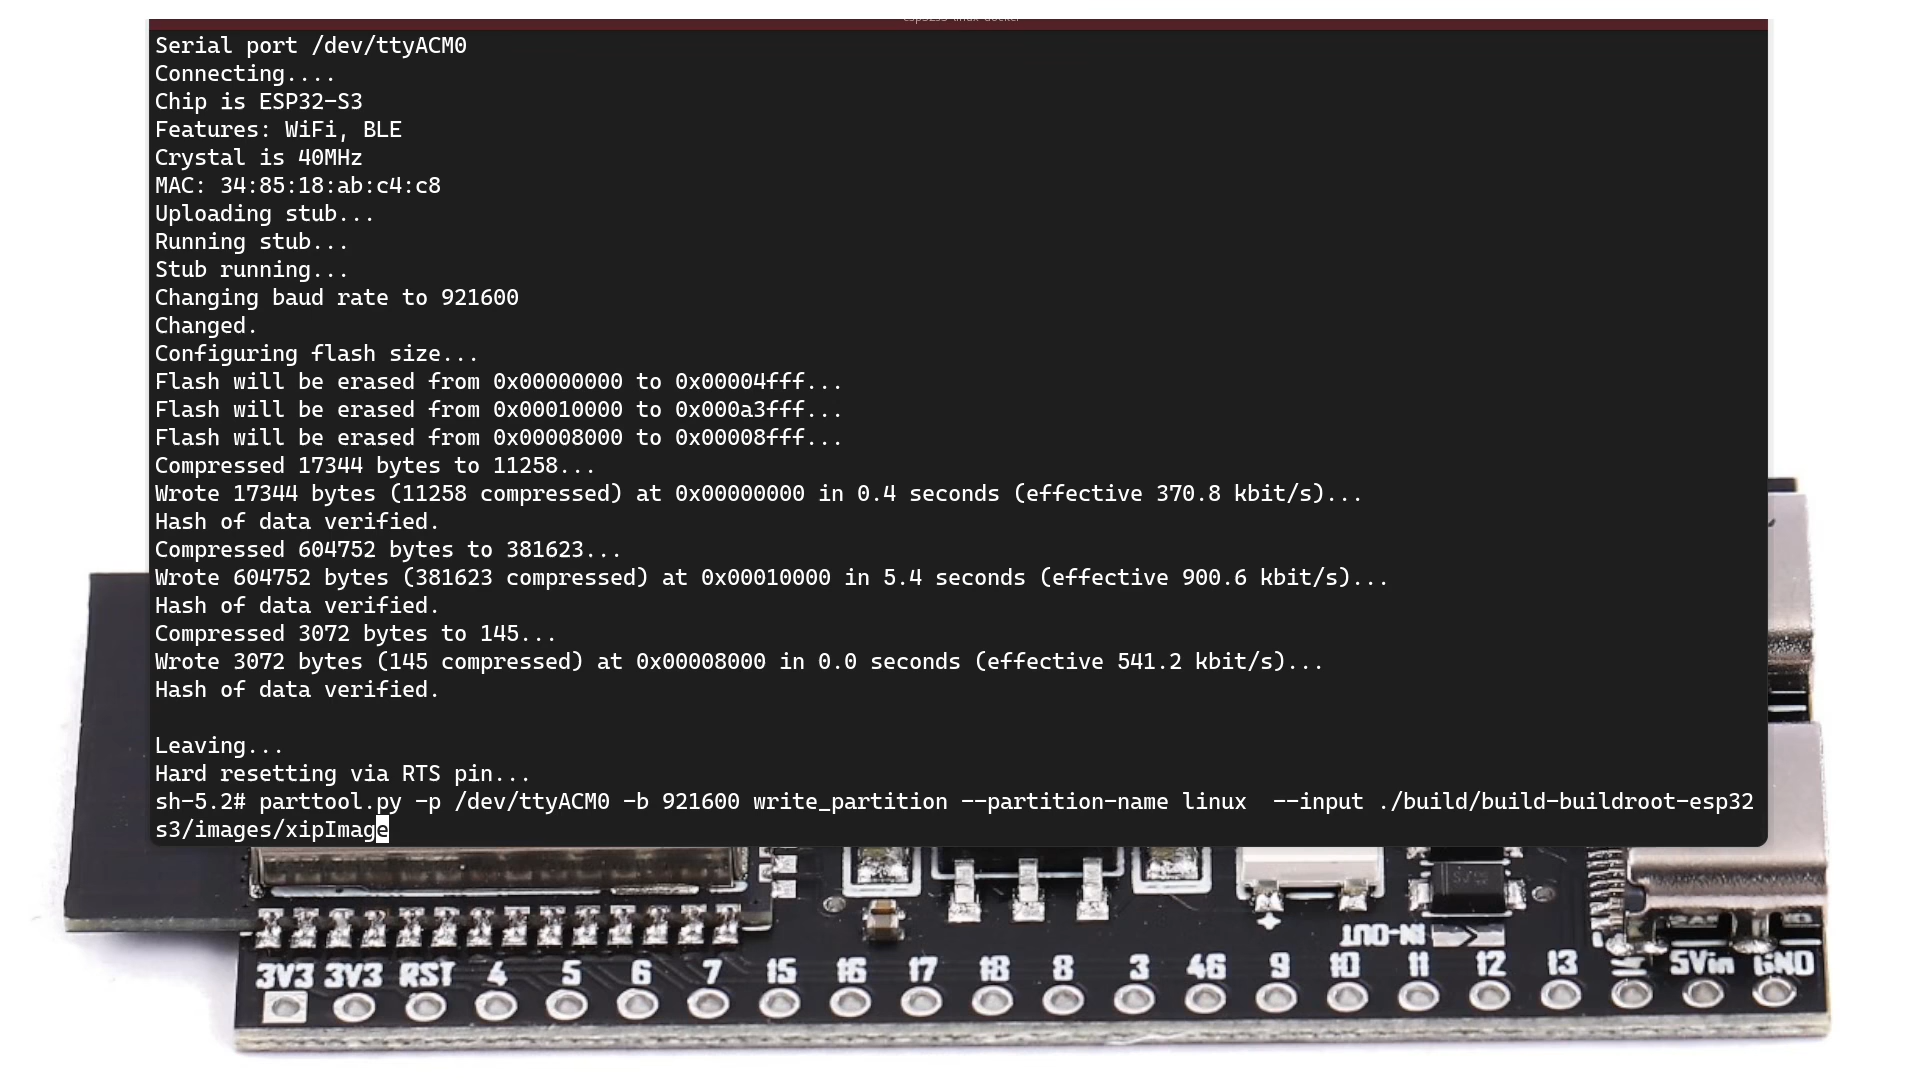 Serial port /dev/ttyACM0
Connecting....
Chip is ESP32-S3
Features: WiFi, BLE
Crystal is 40MHz
MAC: 34:85:18:ab:c4:c8
Uploading stub...
Running stub...
Stub running...
Changing baud rate to 921600
Changed.
Configuring flash size...
Flash will be erased from 0x00000000 to 0x00004fff...
Flash will be erased from 0x00010000 to 0x000a3fff...
Flash will be erased from 0x00008000 to 0x00008fff...
Compressed 17344 bytes to 11258...
Wrote 17344 bytes (11258 compressed) at 0x00000000 in 0.4 seconds (effective 370.8 kbit/s)...
Hash of data verified.
Compressed 604752 bytes to 381623...
Wrote 604752 bytes (381623 compressed) at 0x00010000 in 5.4 seconds (effective 900.6 kbit/s)...
Hash of data verified.
Compressed 3072 bytes to 145...
Wrote 3072 bytes (145 compressed) at 0x00008000 in 0.0 seconds (effective 541.2 kbit/s)...
Hash of data verified.
Leaving...
Hard resetting via RTS pin...
sh-5.2# parttool.py -p /dev/ttyACM0 -b 921600 write_partition --partition-name linux  --input ./build/build-buildroot-esp32
s3/images/xipImage
IN-OUT
3V3 3V3 RST 4 5 6 7 15 16 17 18 8 3 46 9 10 11 12 13 14 5Vin GND